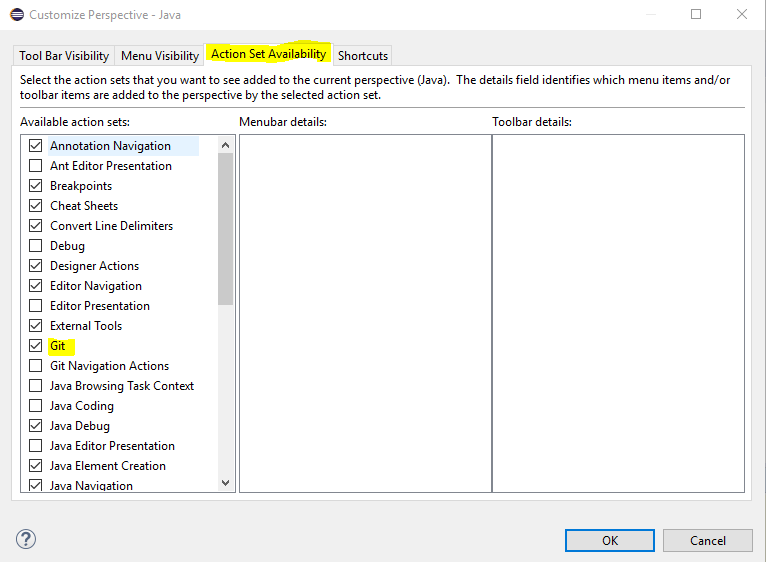 Customize Perspective - Java
Tool Bar Visibility
Menu Visibility
Action Set Availability
Shortcuts
Select the action sets that you want to see added to the current perspective (Java). The details field identifies which menu items and/or
toolbar items are added to the perspective by the selected action set.
Available action sets:
Menubar details:
Toolbar details:
Annotation Navigation
Ant Editor Presentation
Breakpoints
Cheat Sheets
Convert Line Delimiters
Debug
Designer Actions
Editor Navigation
Editor Presentation
External Tools
Git
Git Navigation Actions
Java Browsing Task Context
Java Coding
Java Debug
Java Editor Presentation
Java Element Creation
Java Navigation
?
OK
Cancel